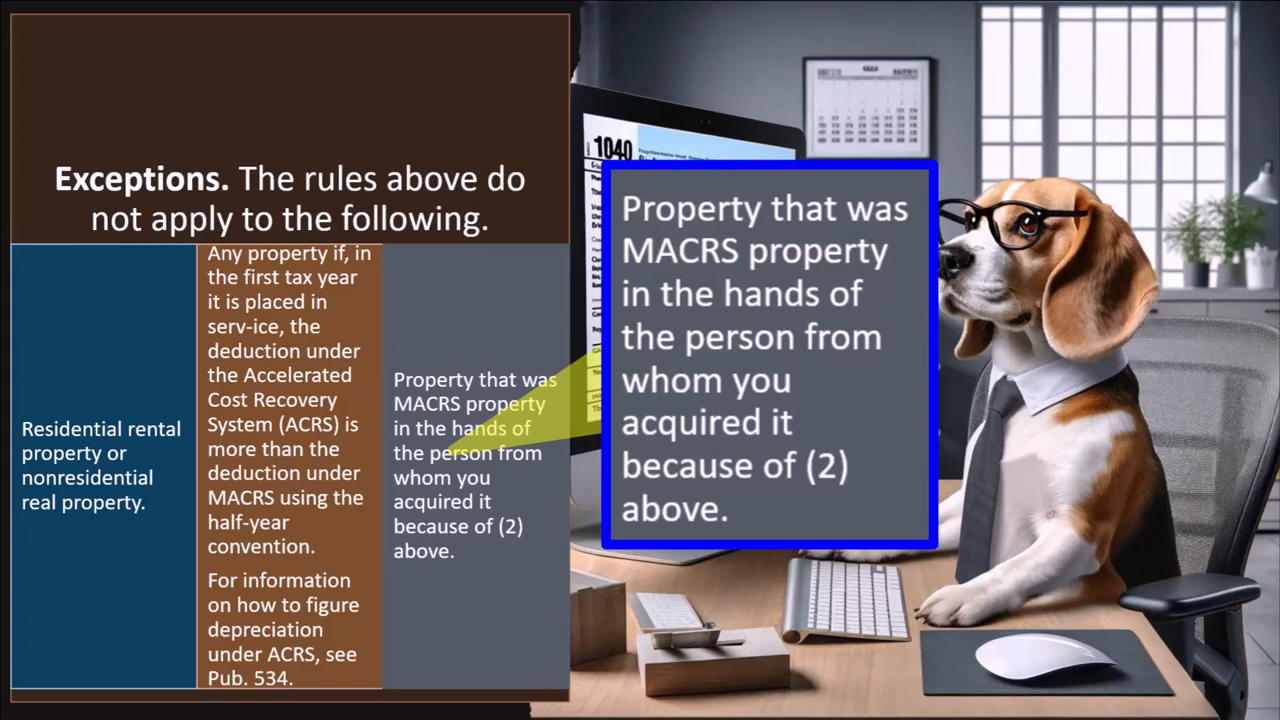 Exceptions. The rules above do
not apply to the following.
Residential rental
property or
nonresidential
real property.
Any property if, in
the first tax year
it is placed in
serv-ice, the
deduction under
the Accelerated
Cost Recovery
System (ACRS) is
more than the
deduction under
MACRS using the
half-year
convention.
For information
on how to figure
depreciation
under ACRS, see
Pub. 534.
Property that was
MACRS property
in the hands of
the person from
whom you
acquired it
because of (2)
above.
1040
Property that was
MACRS property
in the hands of
the person from
whom you
acquired it
because of (2)
above.